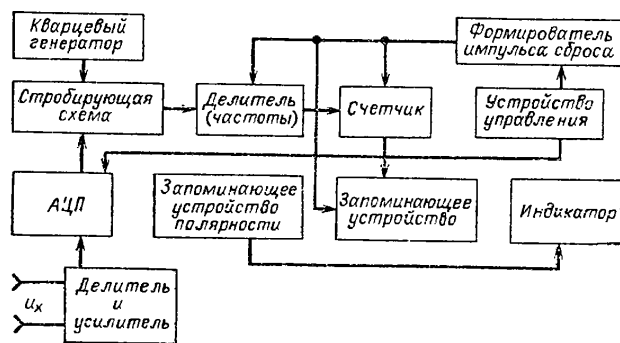 Кварцевый
генератор
Формирователь
импульса сброса
Стробирующая
схема
Делитель
(частоты)
Счетчик
Устройство
управления
АЦП
Запоминающее
устройство
полярности
Запоминающее
устройство
Индикатор
Делитель
и
усилитель
uх